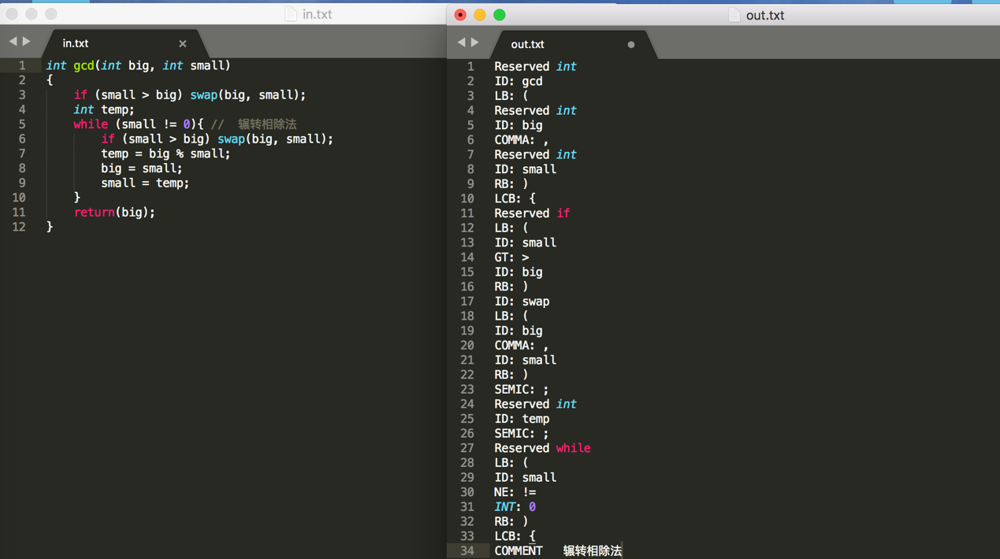 in.txt
in.txt
1 int gcd(int big, int small)
2 {
3 if (small > big) swap(big, small);
4 int temp;
5 while (small != 0){ // 辗转相除法
6 if (small > big) swap(big, small);
7 temp = big % small;
8 big = small;
9 small = temp;
10 }
11 return(big);
12 }
out.txt
out.txt
1 Reserved int
2 ID: gcd
3 LB: (
4 Reserved int
5 ID: big
6 COMMA: ,
7 Reserved int
8 ID: small
9 RB: )
10 LCB: {
11 Reserved if
12 LB: (
13 ID: small
14 GT: >
15 ID: big
16 RB: )
17 ID: swap
18 LB: (
19 ID: big
20 COMMA: ,
21 ID: small
22 RB: )
23 SEMIC: ;
24 Reserved int
25 ID: temp
26 SEMIC: ;
27 Reserved while
28 LB: (
29 ID: small
30 NE: !=
31 INT: 0
32 RB: )
33 LCB: {
34 COMMENT 辗转相除法